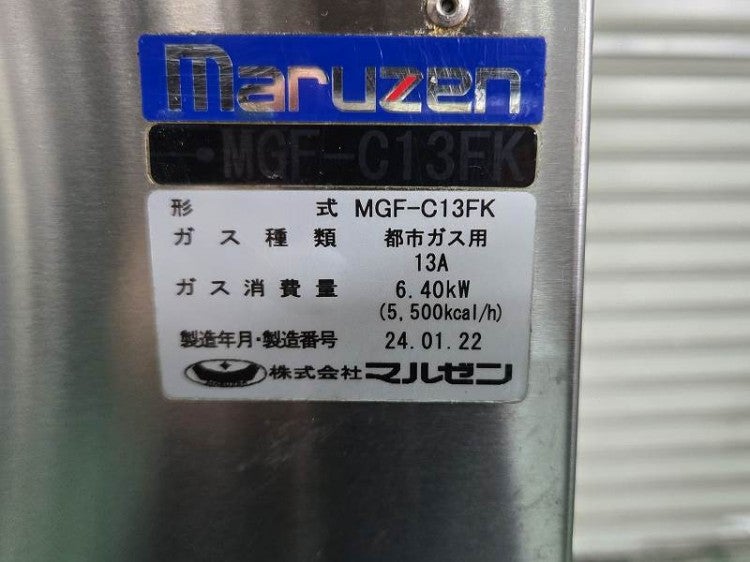 maruzen
MGF-C13FK
形式 MGF-C13FK
ガス種類 都市ガス用
13A
ガス消費量 6.40kW
(5,500kcal/h)
製造年月・製造番号 24.01.22
株式会社マルゼン